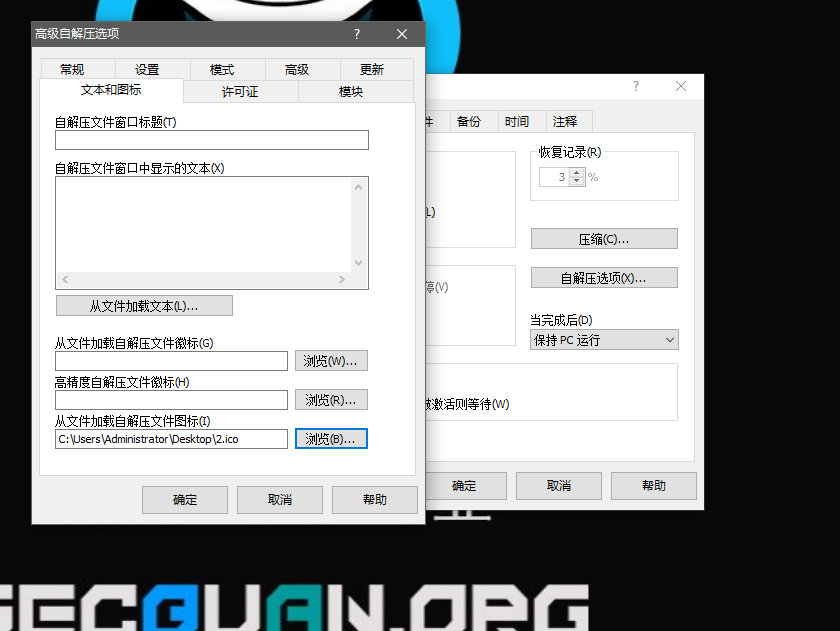 高级自解压选项
?
常规 设置 模式 高级 更新
文本和图标 许可证 模块
自解压文件窗口标题(T)
自解压文件窗口中显示的文本(X)
从文件加载文本(L)...
从文件加载自解压文件徽标(G)
浏览(W)...
高精度自解压文件徽标(H)
浏览(R)...
从文件加载自解压文件图标(I)
C:\Users\Administrator\Desktop\2.ico 浏览(B)...
确定 取消 帮助
?
件 备份 时间 注释
恢复记录(R)
3 %
L)
压缩(C)...
自解压选项(X)...
停(V)
当完成后(D)
保持 PC 运行
被激活则等待(W)
确定 取消 帮助
SECQUAN.ORG